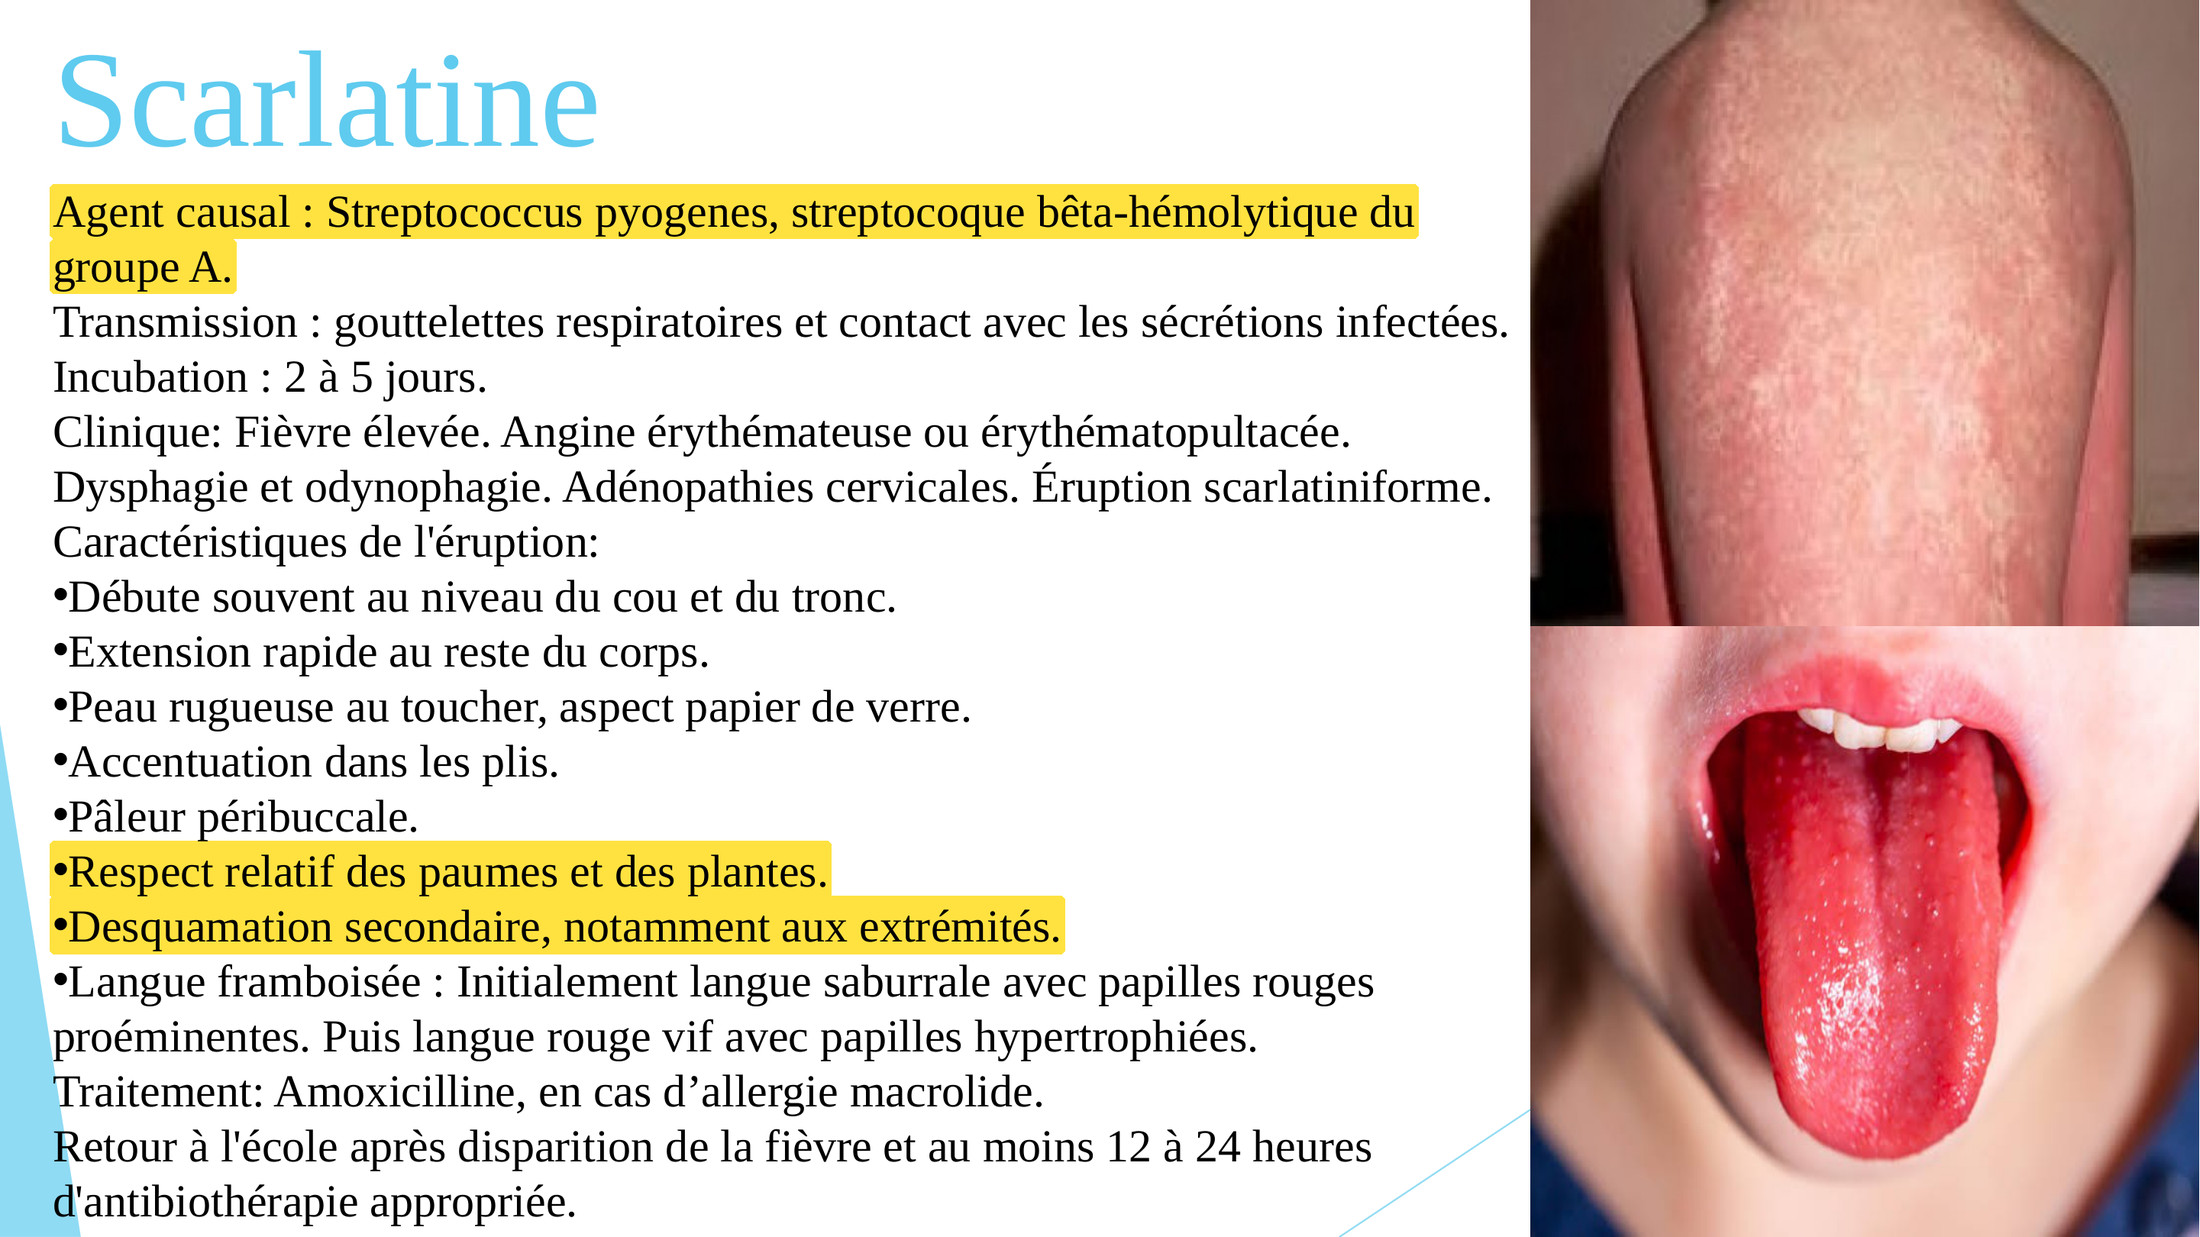 Scarlatine
Agent causal : Streptococcus pyogenes, streptocoque bêta-hémolytique du
groupe A.
Transmission : gouttelettes respiratoires et contact avec les sécrétions infectées.
Incubation : 2 à 5 jours.
Clinique: Fièvre élevée. Angine érythémateuse ou érythématopultacée.
Dysphagie et odynophagie. Adénopathies cervicales. Éruption scarlatiniforme.
Caractéristiques de l'éruption:
•Débute souvent au niveau du cou et du tronc.
•Extension rapide au reste du corps.
•Peau rugueuse au toucher, aspect papier de verre.
•Accentuation dans les plis.
•Pâleur péribuccale.
•Respect relatif des paumes et des plantes.
•Desquamation secondaire, notamment aux extrémités.
•Langue framboisée : Initialement langue saburrale avec papilles rouges
proéminentes. Puis langue rouge vif avec papilles hypertrophiées.
Traitement: Amoxicilline, en cas d’allergie macrolide.
Retour à l'école après disparition de la fièvre et au moins 12 à 24 heures
d'antibiothérapie appropriée.